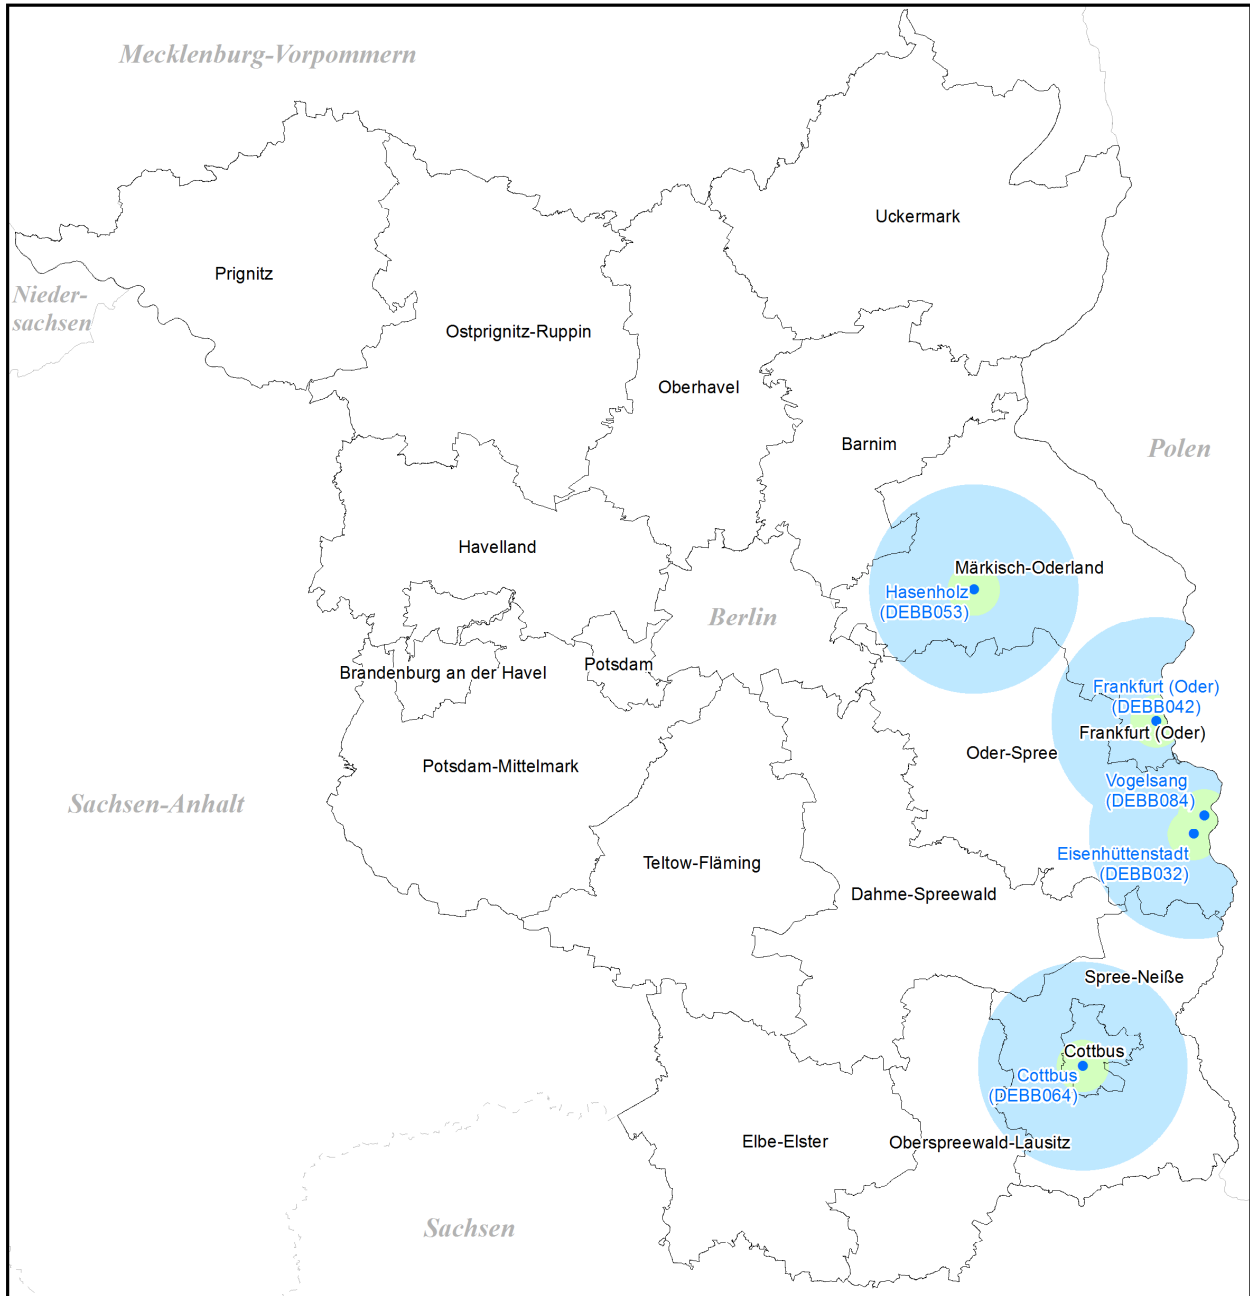 Mecklenburg-Vorpommern
Uckermark
Prignitz
Nieder-
sachsen
Ostprignitz-Ruppin
Oberhavel
Barnim
Polen
Havelland
Märkisch-Oderland
Hasenholz
(DEBB053)
Berlin
Brandenburg an der Havel
Potsdam
Frankfurt (Oder)
(DEBB042)
Frankfurt (Oder)
Oder-Spree
Potsdam-Mittelmark
Vogelsang
(DEBB084)
Sachsen-Anhalt
Eisenhüttenstadt
(DEBB032)
Teltow-Fläming
Dahme-Spreewald
Spree-Neiße
Cottbus
Cottbus
(DEBB064)
Elbe-Elster
Oberspreewald-Lausitz
Sachsen